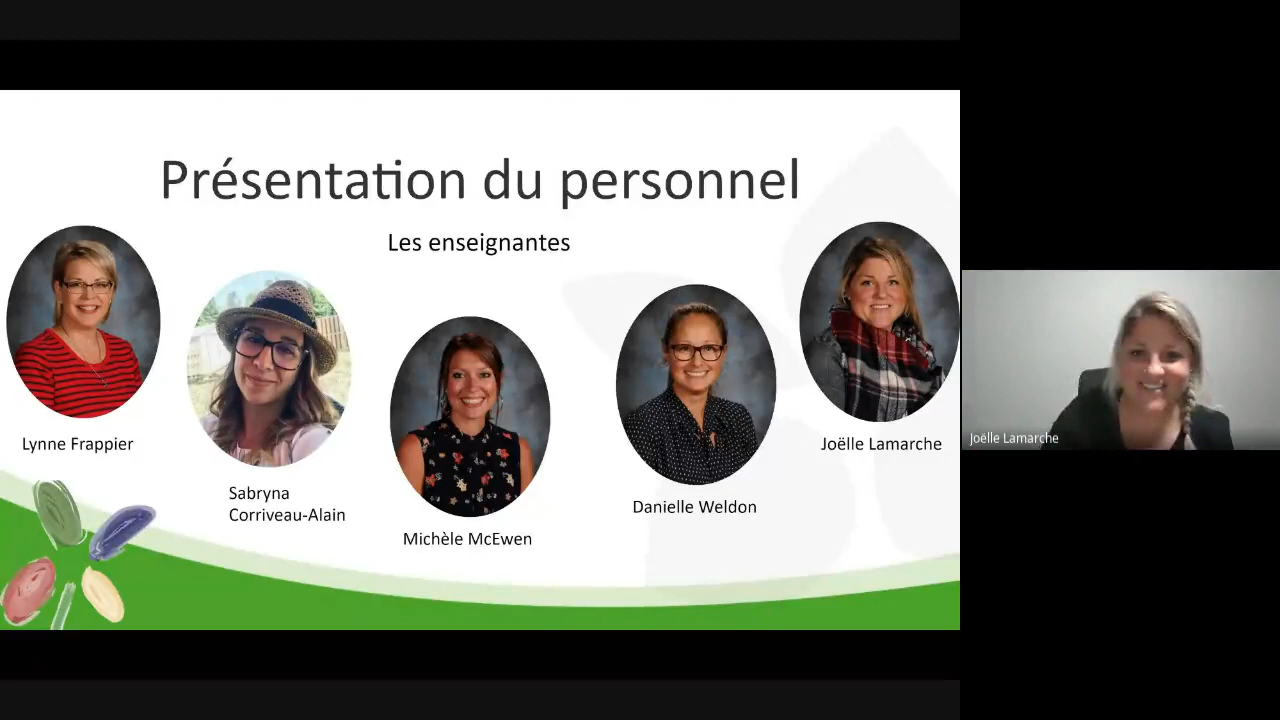 Présentation du personnel
Les enseignantes
Lynne Frappier
Sabryna
Corriveau-Alain
Michèle McEwen
Danielle Weldon
Joëlle Lamarche
Joëlle Lamarche